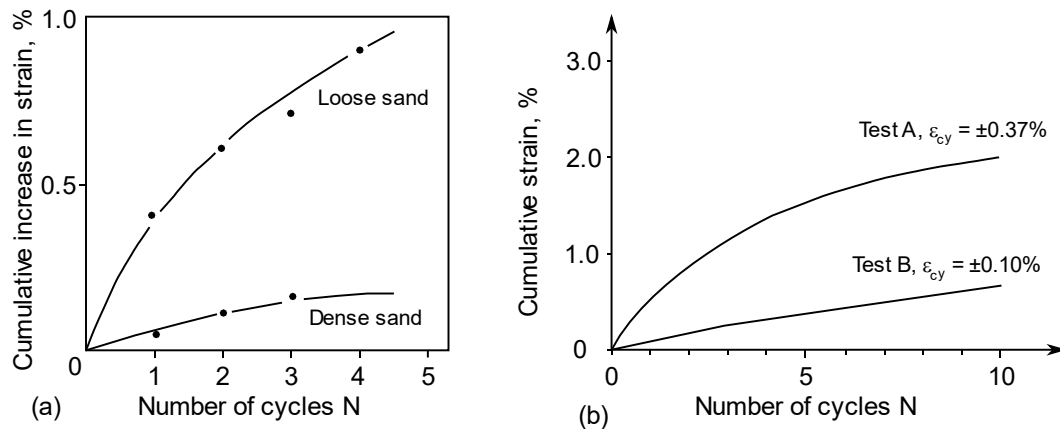 1.0
0.5
0
1
2
3
4
5
Cumulative increase in strain, %
Loose sand
Dense sand
Number of cycles N
(a)
3.0
2.0
1.0
0
0
5
10
Cumulative strain, %
Test A, εcy = ±0.37%
Test B, εcy = ±0.10%
Number of cycles N
(b)